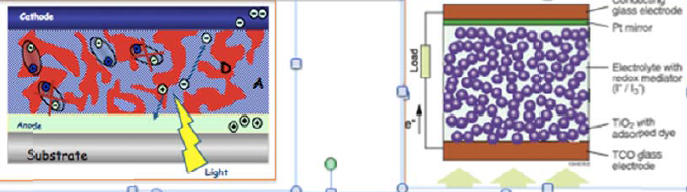 Cathode
D
A
Anode
Substrate
Light
Load
e⁻
Conducting
glass electrode
Pt mirror
Electrolyte with
redox mediator
(I⁻ / I₃⁻)
TiO₂ with
adsorbed dye
TCO glass
electrode